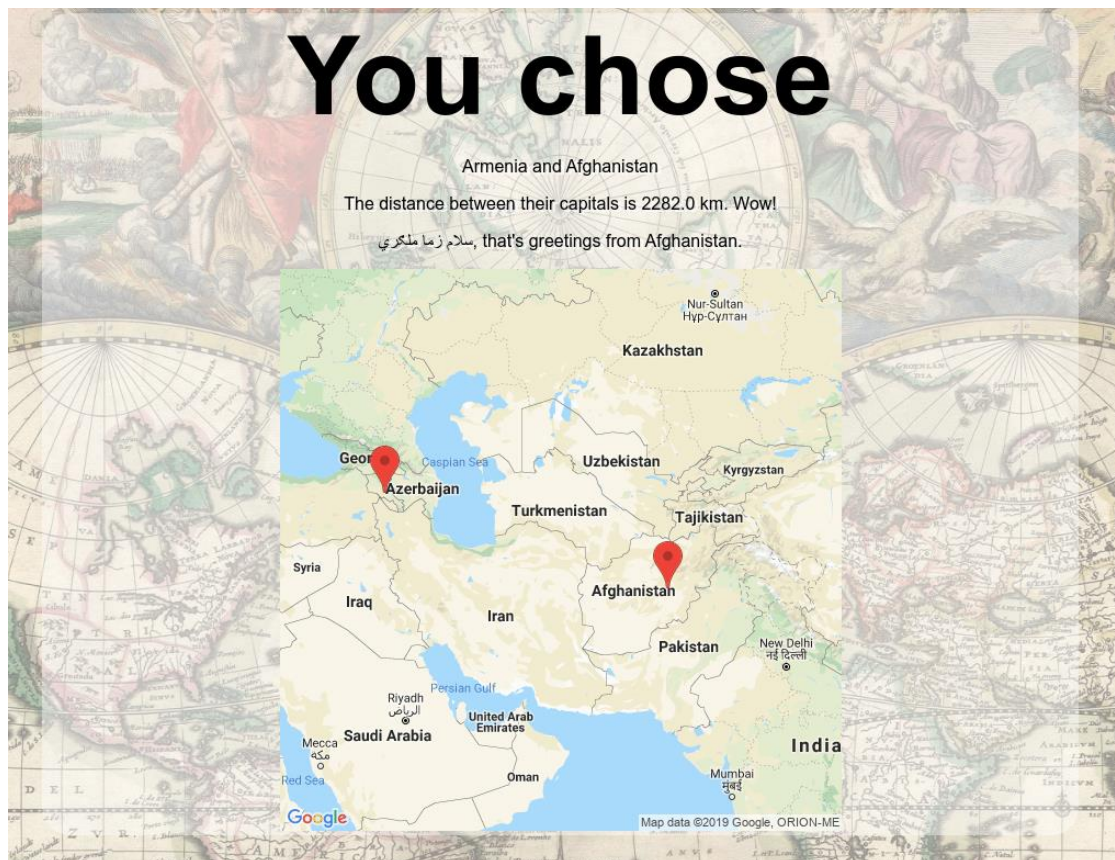 You chose
Armenia and Afghanistan
The distance between their capitals is 2282.0 km. Wow!
سلام زما ملګري, that's greetings from Afghanistan.
Nur-Sultan
Нұр-Сұлтан
Kazakhstan
Caspian Sea
Uzbekistan
Kyrgyzstan
Azerbaijan
Turkmenistan
Tajikistan
Syria
Afghanistan
Iraq
Iran
Pakistan
New Delhi
नई दिल्ली
Persian Gulf
Riyadh
الرياض
United Arab
Emirates
Saudi Arabia
Mecca
مكة
India
Red Sea
Oman
Mumbai
मुंबई
Google
Map data ©2019 Google, ORION-ME